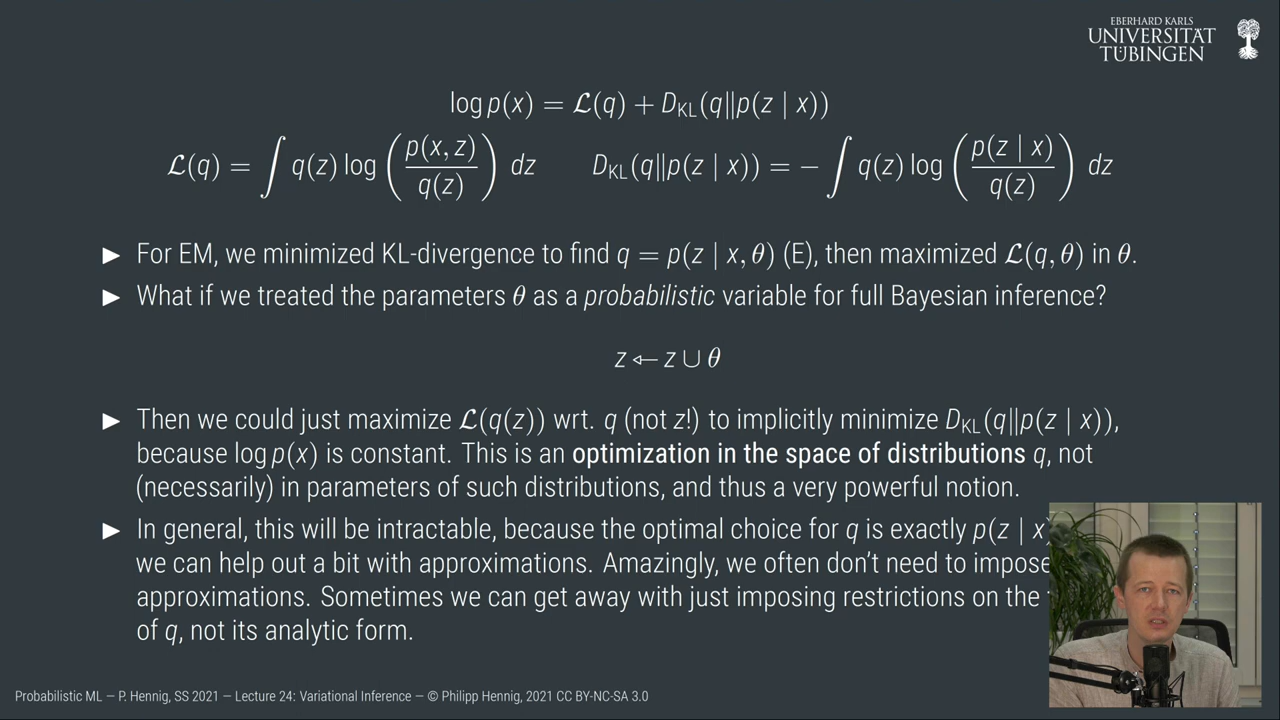 EBERHARD KARLS
UNIVERSITÄT
TÜBINGEN
log p(x) = ℒ(q) + D_KL(q‖p(z | x))
ℒ(q) = ∫ q(z) log (p(x, z) / q(z)) dz    D_KL(q‖p(z | x)) = − ∫ q(z) log (p(z | x) / q(z)) dz
▶ For EM, we minimized KL-divergence to find q = p(z | x, θ) (E), then maximized ℒ(q, θ) in θ.
▶ What if we treated the parameters θ as a probabilistic variable for full Bayesian inference?
z ← z ∪ θ
▶ Then we could just maximize ℒ(q(z)) wrt. q (not z!) to implicitly minimize D_KL(q‖p(z | x)),
because log p(x) is constant. This is an optimization in the space of distributions q, not
(necessarily) in parameters of such distributions, and thus a very powerful notion.
▶ In general, this will be intractable, because the optimal choice for q is exactly p(z | x
we can help out a bit with approximations. Amazingly, we often don't need to impose
approximations. Sometimes we can get away with just imposing restrictions on the
of q, not its analytic form.
Probabilistic ML — P. Hennig, SS 2021 — Lecture 24: Variational Inference — © Philipp Hennig, 2021 CC BY-NC-SA 3.0